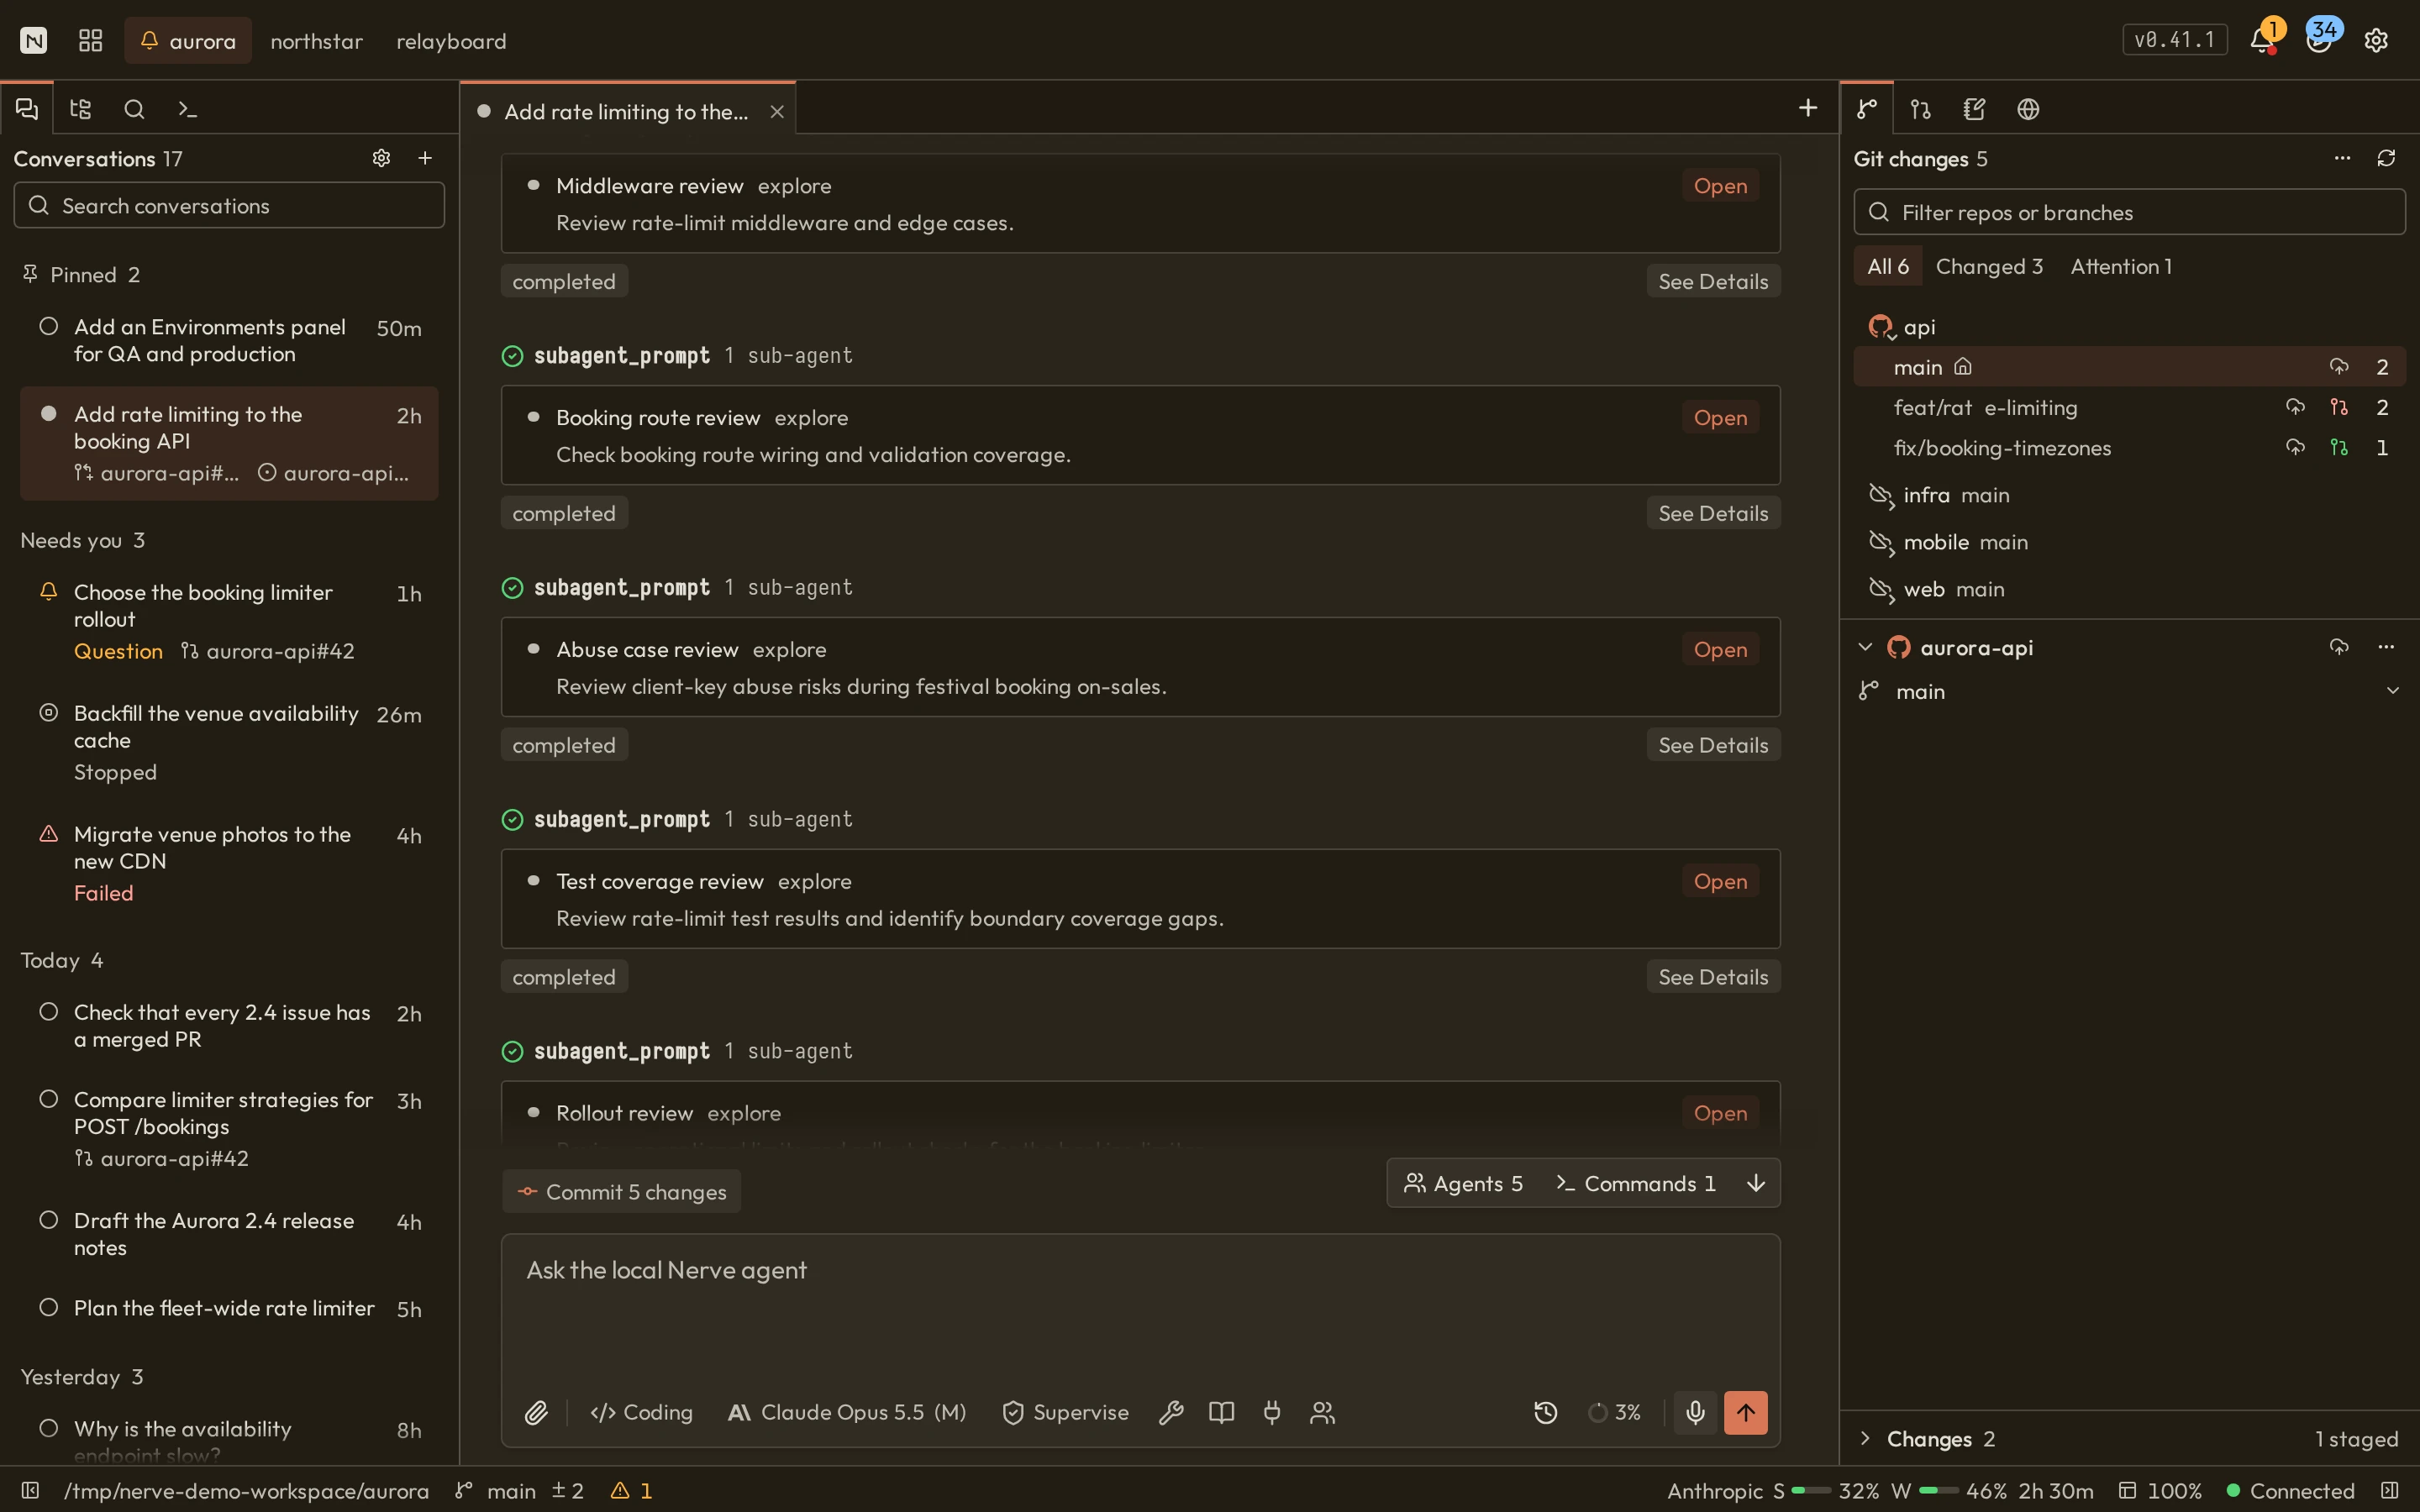 aurora
northstar
relayboard
v0.41.1
1
34
Conversations 17
Search conversations
Pinned 2
Add an Environments panel for QA and production
50m
Add rate limiting to the booking API
2h
aurora-api#...
aurora-api...
Needs you 3
Choose the booking limiter rollout
1h
Question
aurora-api#42
Backfill the venue availability cache
26m
Stopped
Migrate venue photos to the new CDN
4h
Failed
Today 4
Check that every 2.4 issue has a merged PR
2h
Compare limiter strategies for POST /bookings
3h
aurora-api#42
Draft the Aurora 2.4 release notes
4h
Plan the fleet-wide rate limiter
5h
Yesterday 3
Why is the availability endpoint slow?
8h
Add rate limiting to the...
Middleware review explore
Open
Review rate-limit middleware and edge cases.
completed
See Details
subagent_prompt 1 sub-agent
Booking route review explore
Open
Check booking route wiring and validation coverage.
completed
See Details
subagent_prompt 1 sub-agent
Abuse case review explore
Open
Review client-key abuse risks during festival booking on-sales.
completed
See Details
subagent_prompt 1 sub-agent
Test coverage review explore
Open
Review rate-limit test results and identify boundary coverage gaps.
completed
See Details
subagent_prompt 1 sub-agent
Rollout review explore
Open
Commit 5 changes
Agents 5
Commands 1
Ask the local Nerve agent
Coding
Claude Opus 5.5 (M)
Supervise
3%
Git changes 5
Filter repos or branches
All 6
Changed 3
Attention 1
api
main
2
feat/rat e-limiting
2
fix/booking-timezones
1
infra main
mobile main
web main
aurora-api
main
Changes 2
1 staged
/tmp/nerve-demo-workspace/aurora
main ±2
1
Anthropic S 32% W 46% 2h 30m
100%
Connected